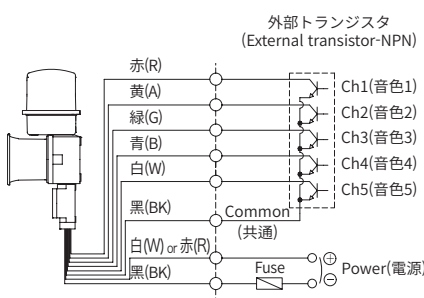 外部トランジスタ
(External transistor-NPN)
赤(R)
黄(A)
緑(G)
青(B)
白(W)
黒(BK)
白(W) or 赤(R)
黒(BK)
Ch1(音色1)
Ch2(音色2)
Ch3(音色3)
Ch4(音色4)
Ch5(音色5)
Common
(共通)
Fuse
⊕
⊖
Power(電源)